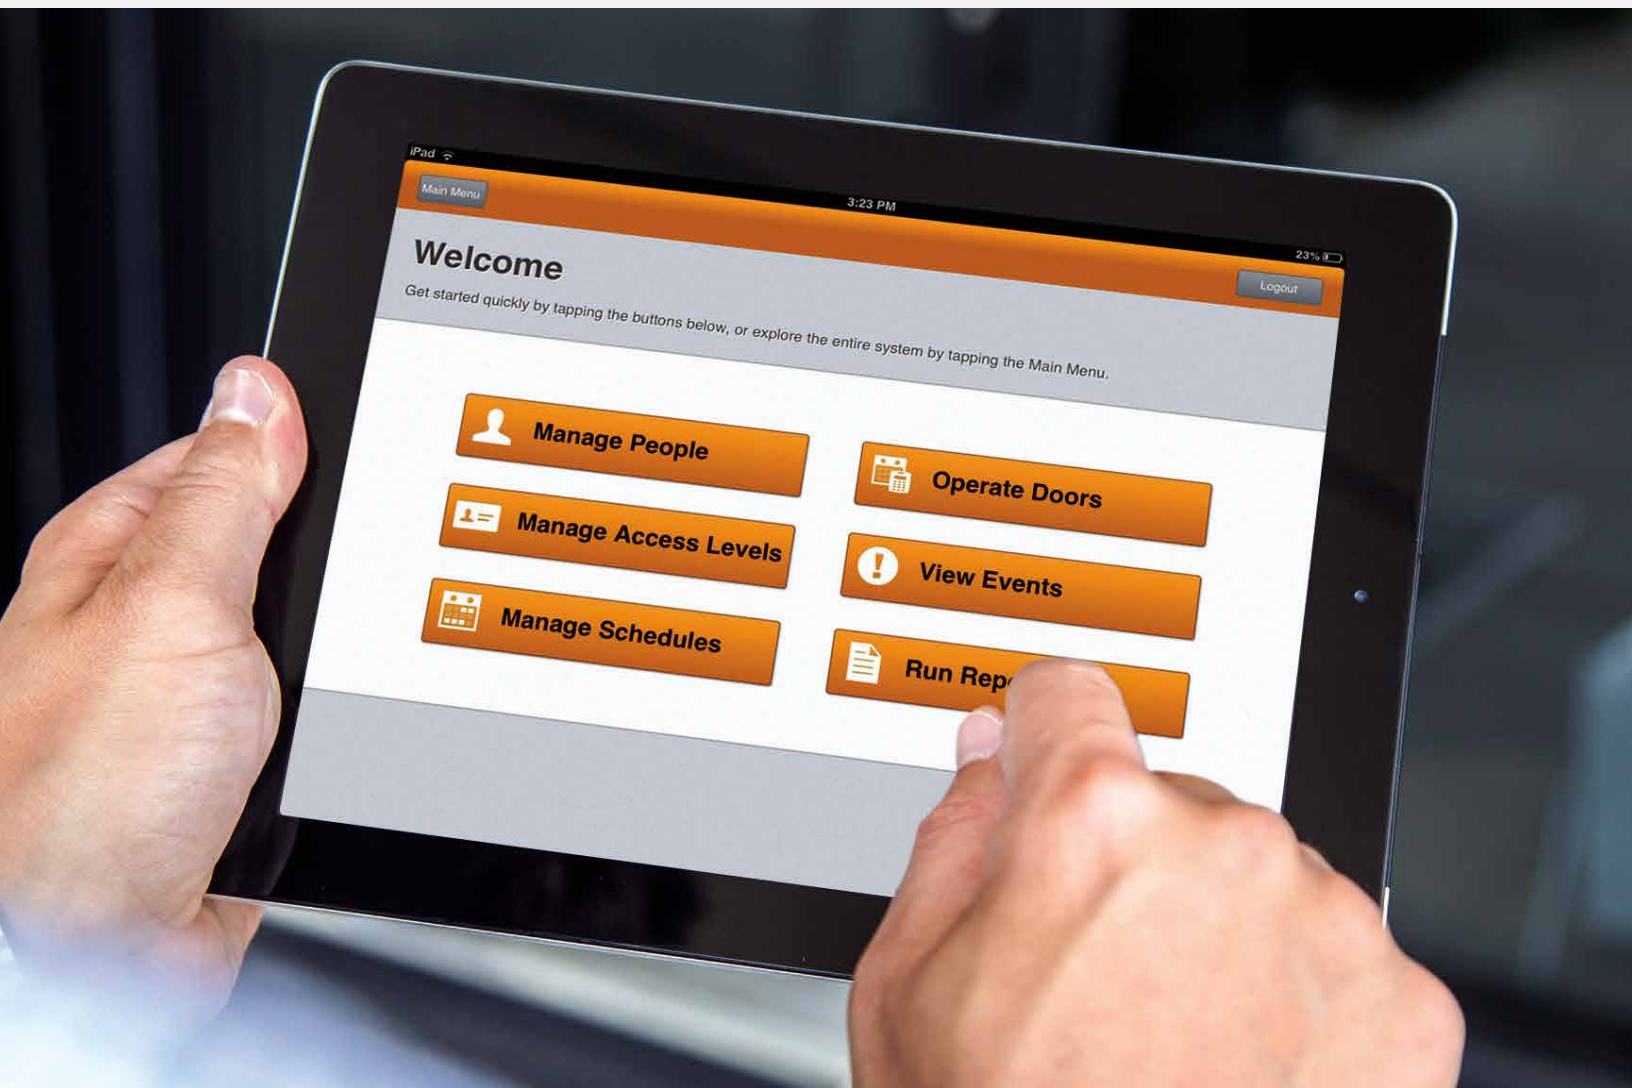 iPad
3:23 PM
23%
Main Menu
Logout
Welcome
Get started quickly by tapping the buttons below, or explore the entire system by tapping the Main Menu.
Manage People
Operate Doors
Manage Access Levels
View Events
Manage Schedules
Run